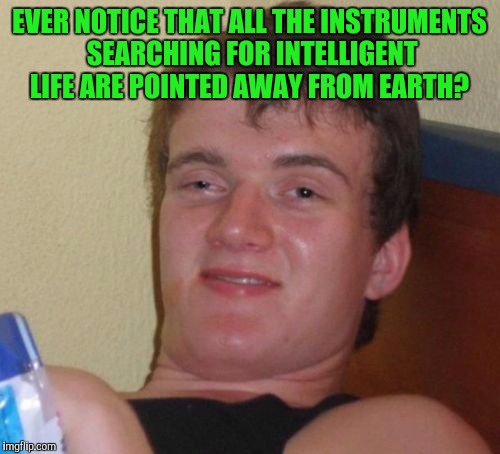 EVER NOTICE THAT ALL THE INSTRUMENTS
SEARCHING FOR INTELLIGENT
LIFE ARE POINTED AWAY FROM EARTH?
imgflip.com